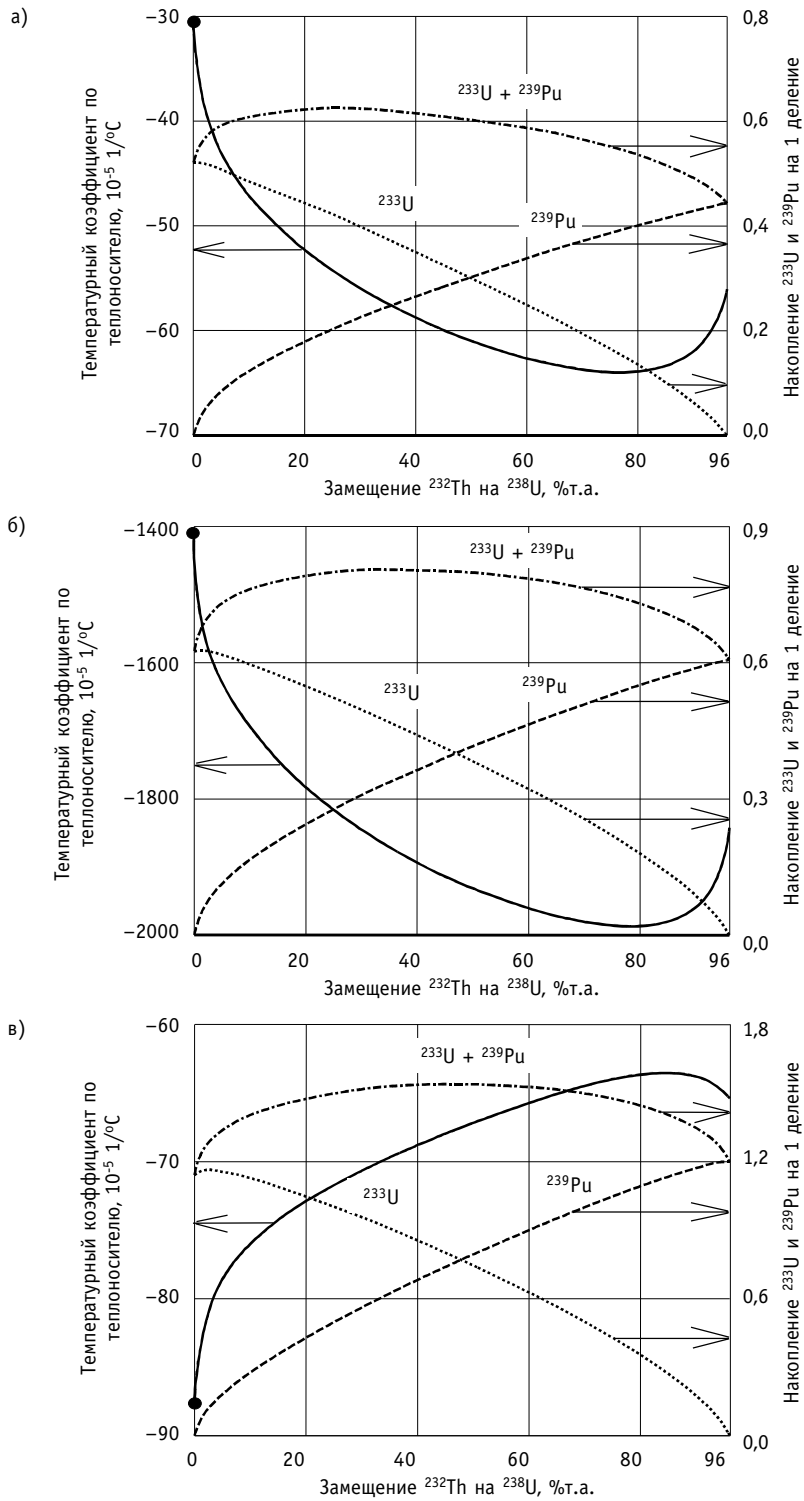 а)
Температурный коэффициент по
теплоносителю, 10⁻⁵ 1/°C
−30
−40
−50
−60
−70
²³³U + ²³⁹Pu
²³³U
²³⁹Pu
0,8
0,6
0,4
0,2
0,0
Накопление ²³³U и ²³⁹Pu на 1 деление
0 20 40 60 80 96
Замещение ²³²Th на ²³⁸U, %т.а.
б)
Температурный коэффициент по
теплоносителю, 10⁻⁵ 1/°C
−1400
−1600
−1800
−2000
²³³U + ²³⁹Pu
²³³U
²³⁹Pu
0,9
0,6
0,3
0,0
Накопление ²³³U и ²³⁹Pu на 1 деление
0 20 40 60 80 96
Замещение ²³²Th на ²³⁸U, %т.а.
в)
Температурный коэффициент по
теплоносителю, 10⁻⁵ 1/°C
−60
−70
−80
−90
²³³U + ²³⁹Pu
²³³U
²³⁹Pu
1,8
1,2
0,6
0,0
Накопление ²³³U и ²³⁹Pu на 1 деление
0 20 40 60 80 96
Замещение ²³²Th на ²³⁸U, %т.а.